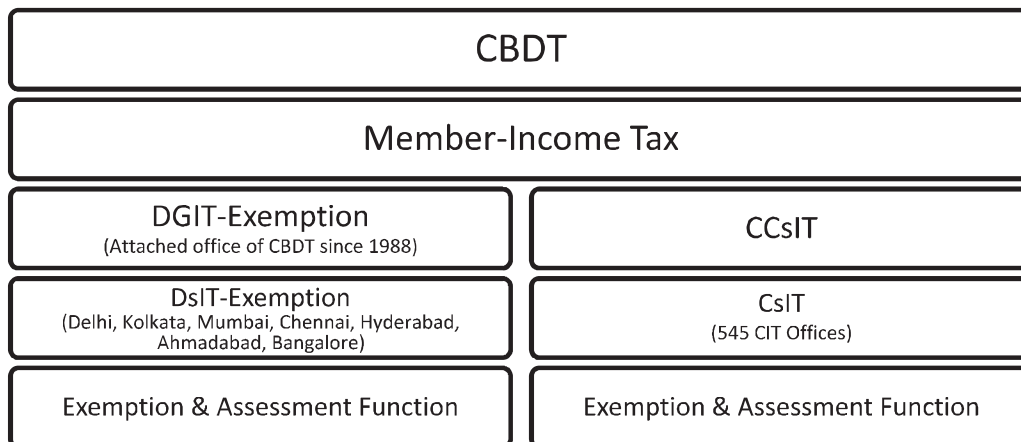 CBDT
Member-Income Tax
DGIT-Exemption
(Attached office of CBDT since 1988)
CCsIT
DsIT-Exemption
(Delhi, Kolkata, Mumbai, Chennai, Hyderabad,
Ahmadabad, Bangalore)
CsIT
(545 CIT Offices)
Exemption & Assessment Function
Exemption & Assessment Function